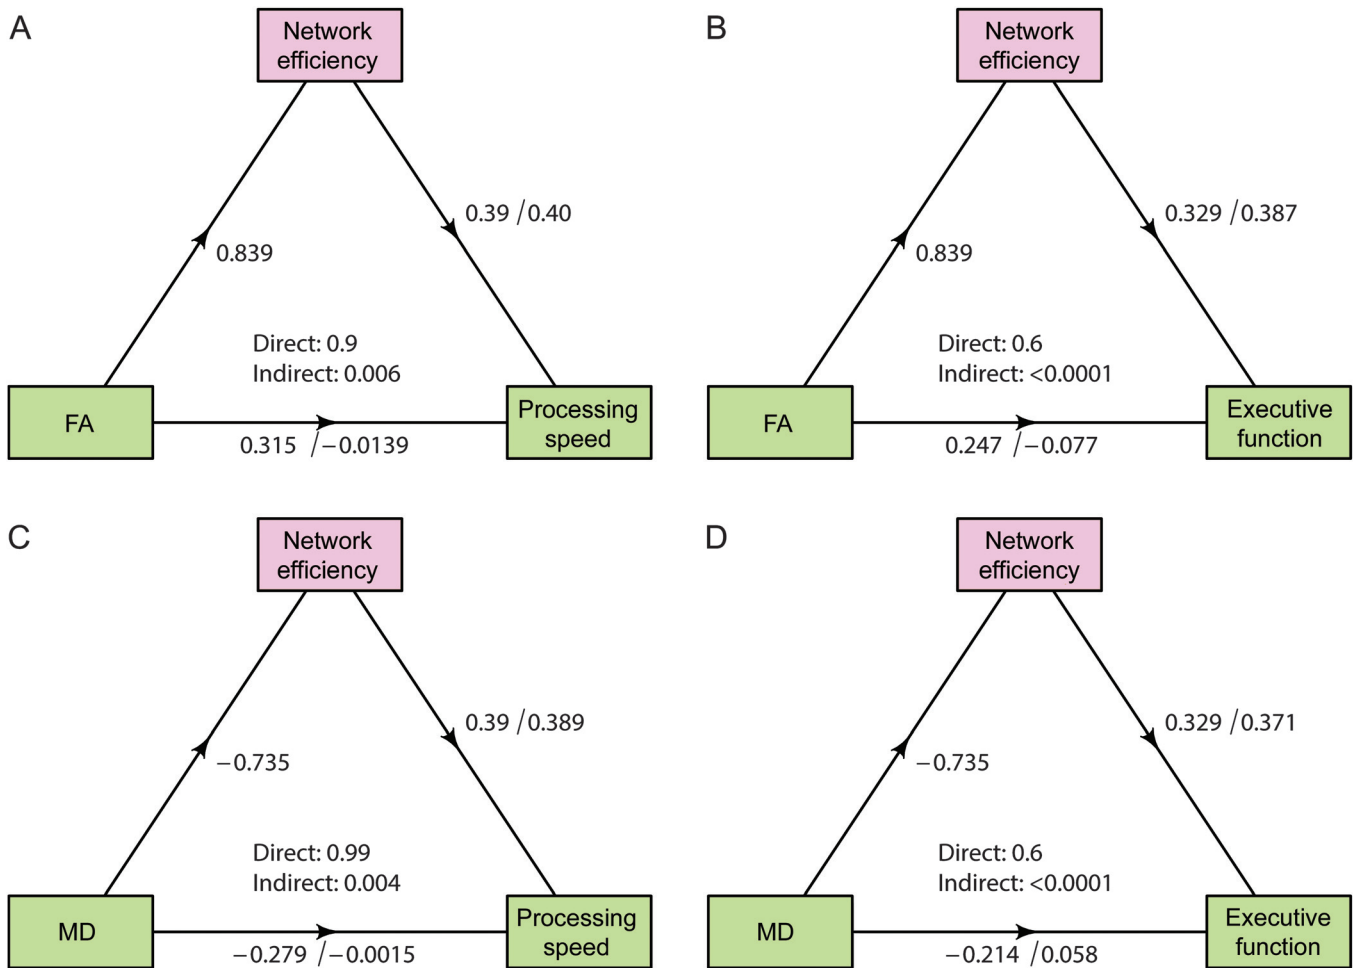 A
Network
efficiency
0.39 / 0.40
0.839
Direct: 0.9
Indirect: 0.006
FA
Processing
speed
0.315 / −0.0139
B
Network
efficiency
0.329 / 0.387
0.839
Direct: 0.6
Indirect: <0.0001
FA
Executive
function
0.247 / −0.077
C
Network
efficiency
0.39 / 0.389
−0.735
Direct: 0.99
Indirect: 0.004
MD
Processing
speed
−0.279 / −0.0015
D
Network
efficiency
0.329 / 0.371
−0.735
Direct: 0.6
Indirect: <0.0001
MD
Executive
function
−0.214 / 0.058